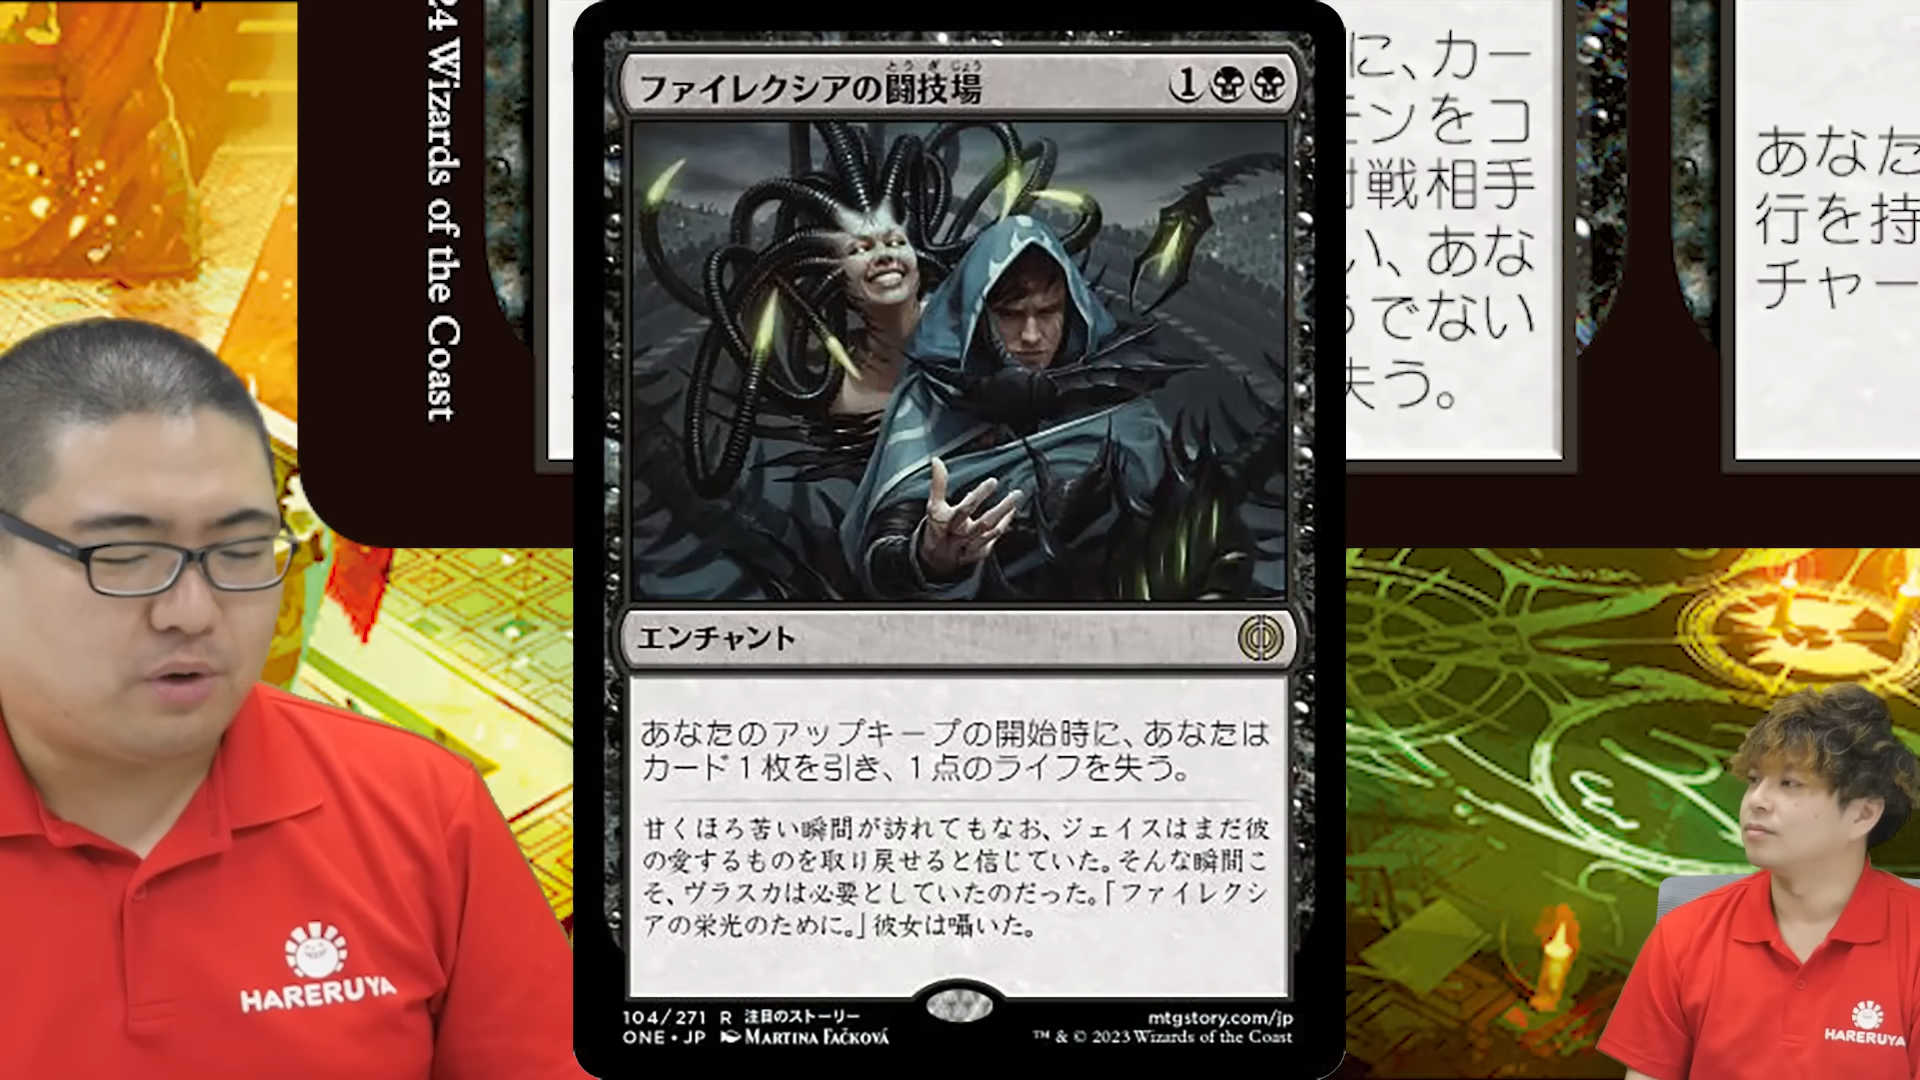 24 Wizards of the Coast
ファイレクシアの闘技場
とうぎじょう
1
エンチャント
あなたのアップキープの開始時に、あなたは
カード1枚を引き、1点のライフを失う。
甘くほろ苦い瞬間が訪れてもなお、ジェイスはまだ彼
の愛するものを取り戻せると信じていた。そんな瞬間こ
そ、ヴラスカは必要としていたのだった。「ファイレクシ
アの栄光のために。」彼女は囁いた。
104/271 R 注目のストーリー
ONE • JP MARTINA FAČKOVÁ
mtgstory.com/jp
™ & © 2023 Wizards of the Coast
に、カー
ンをコ
戦相手
い、あな
うでない
失う。
あなた
行を持
チャー
HARERUYA
HARERUYA